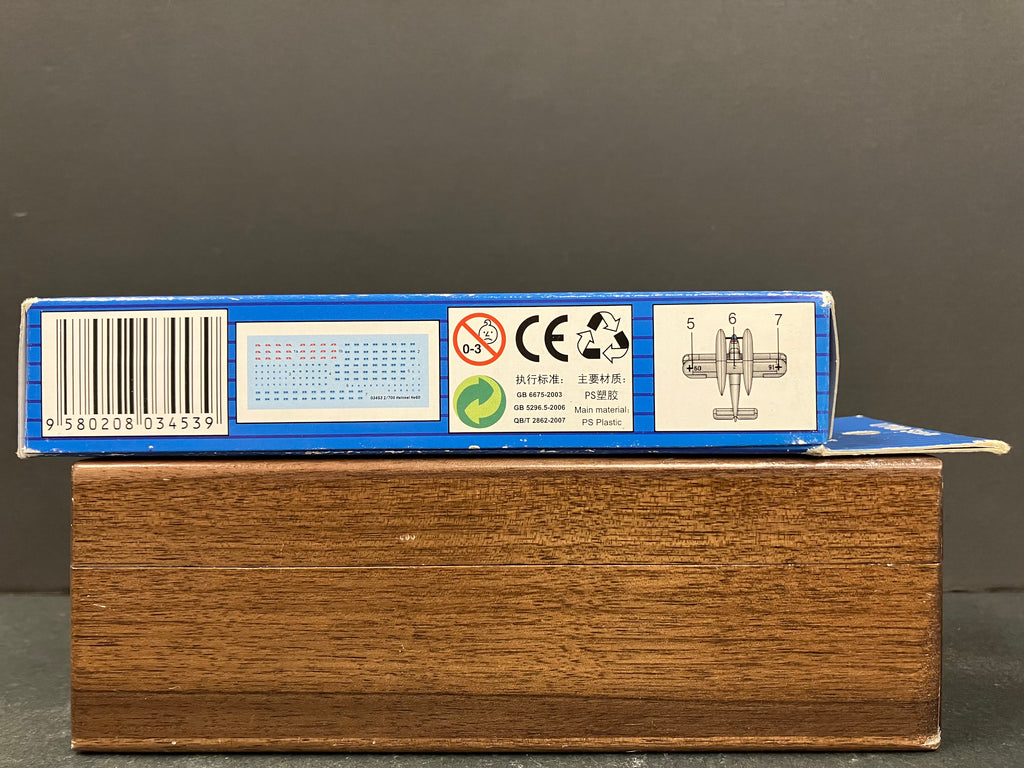 9 580208 034539
03453 1/700 Heinkel He60
0-3
CE
执行标准：
GB 6675-2003
GB 5296.5-2006
QB/T 2862-2007
主要材质：
PS塑胶
Main material:
PS Plastic
5 6 7